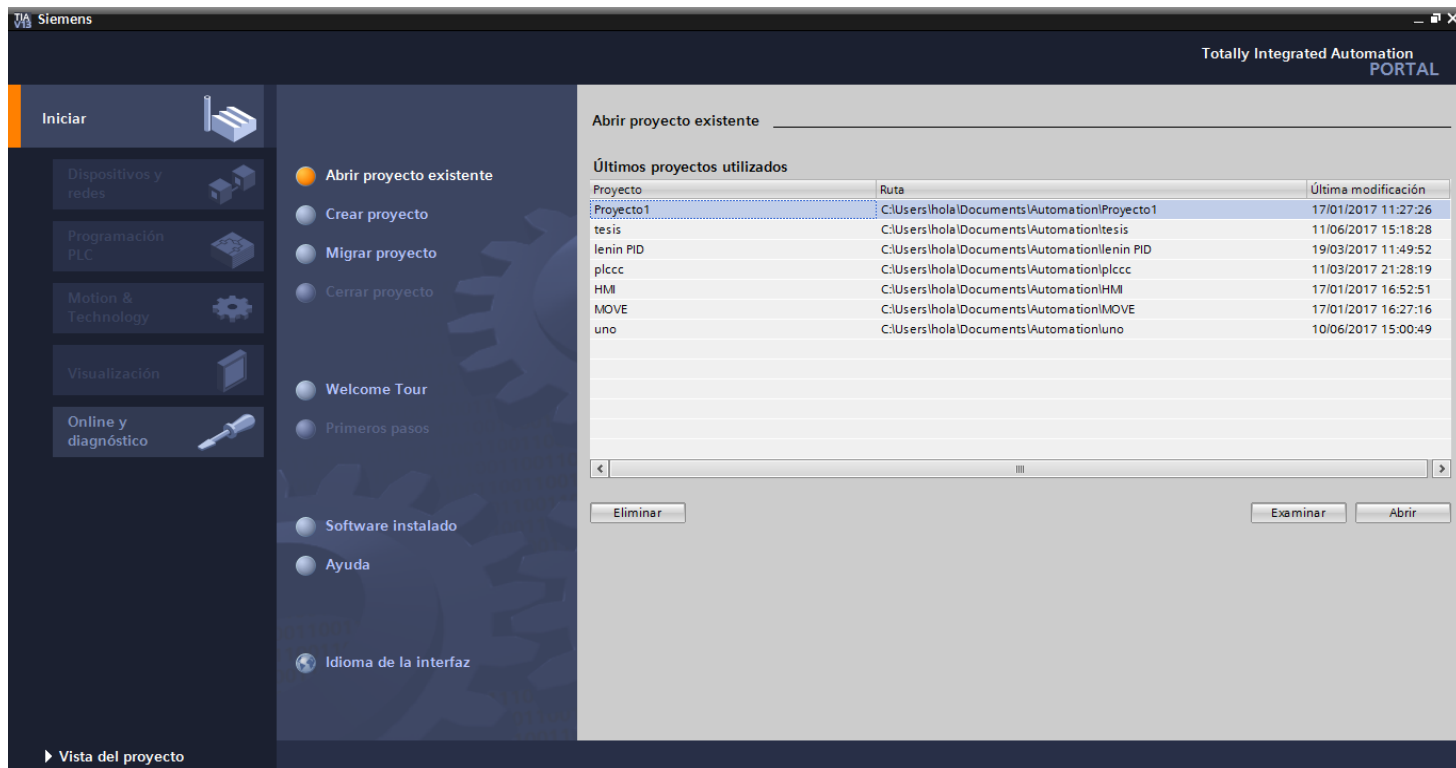 TIA V13 Siemens
Totally Integrated Automation
PORTAL
Iniciar
Dispositivos y
redes
Programación
PLC
Motion &
Technology
Visualización
Online y
diagnóstico
Vista del proyecto
Abrir proyecto existente
Crear proyecto
Migrar proyecto
Cerrar proyecto
Welcome Tour
Primeros pasos
Software instalado
Ayuda
Idioma de la interfaz
Abrir proyecto existente
Últimos proyectos utilizados
Proyecto Ruta Última modificación
Proyecto1 C:\Users\hola\Documents\Automation\Proyecto1 17/01/2017 11:27:26
tesis C:\Users\hola\Documents\Automation\tesis 11/06/2017 15:18:28
lenin PID C:\Users\hola\Documents\Automation\lenin PID 19/03/2017 11:49:52
plccc C:\Users\hola\Documents\Automation\plccc 11/03/2017 21:28:19
HMI C:\Users\hola\Documents\Automation\HMI 17/01/2017 16:52:51
MOVE C:\Users\hola\Documents\Automation\MOVE 17/01/2017 16:27:16
uno C:\Users\hola\Documents\Automation\uno 10/06/2017 15:00:49
Eliminar Examinar Abrir